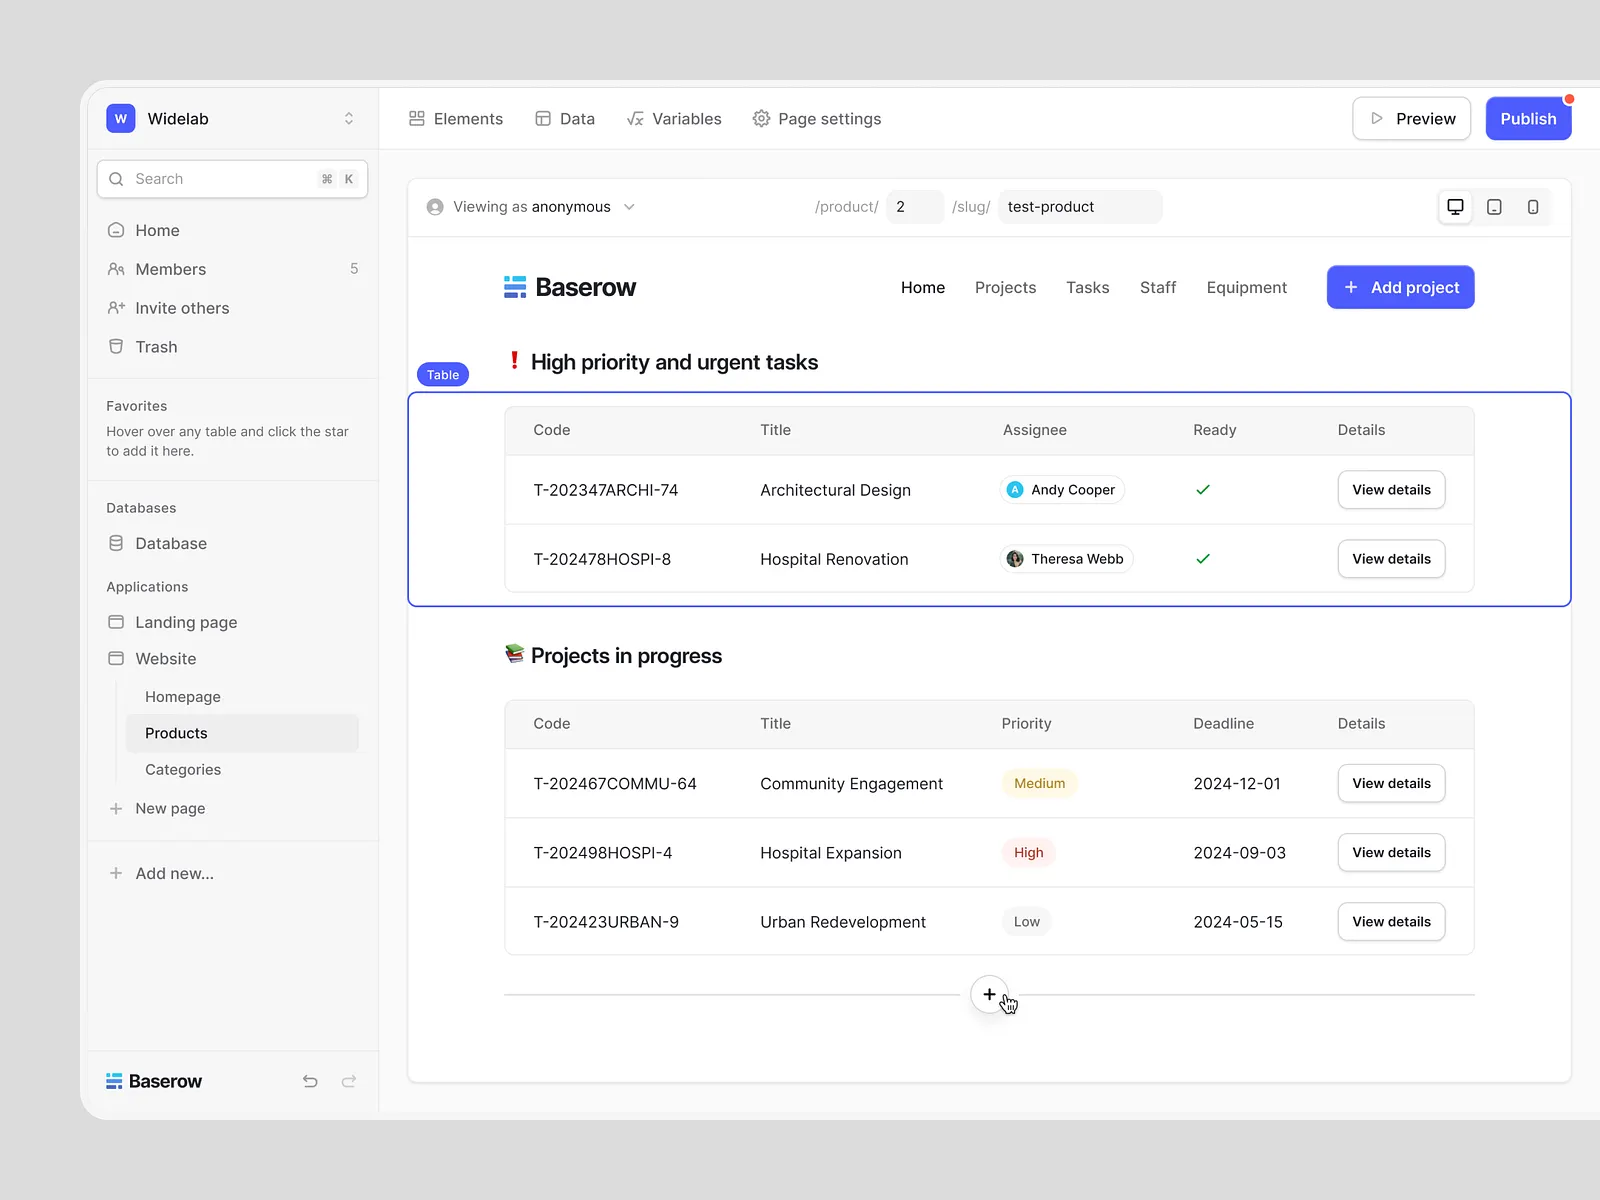 W Widelab
Search ⌘ K
Home
Members 5
Invite others
Trash
Favorites
Hover over any table and click the star
to add it here.
Databases
Database
Applications
Landing page
Website
Homepage
Products
Categories
New page
Add new...
Baserow
Elements Data Variables Page settings Preview Publish
Viewing as anonymous /product/ 2 /slug/ test-product
Baserow Home Projects Tasks Staff Equipment + Add project
❗ High priority and urgent tasks
Table
Code Title Assignee Ready Details
T-202347ARCHI-74 Architectural Design A Andy Cooper ✓ View details
T-202478HOSPI-8 Hospital Renovation Theresa Webb ✓ View details
📚 Projects in progress
Code Title Priority Deadline Details
T-202467COMMU-64 Community Engagement Medium 2024-12-01 View details
T-202498HOSPI-4 Hospital Expansion High 2024-09-03 View details
T-202423URBAN-9 Urban Redevelopment Low 2024-05-15 View details
+